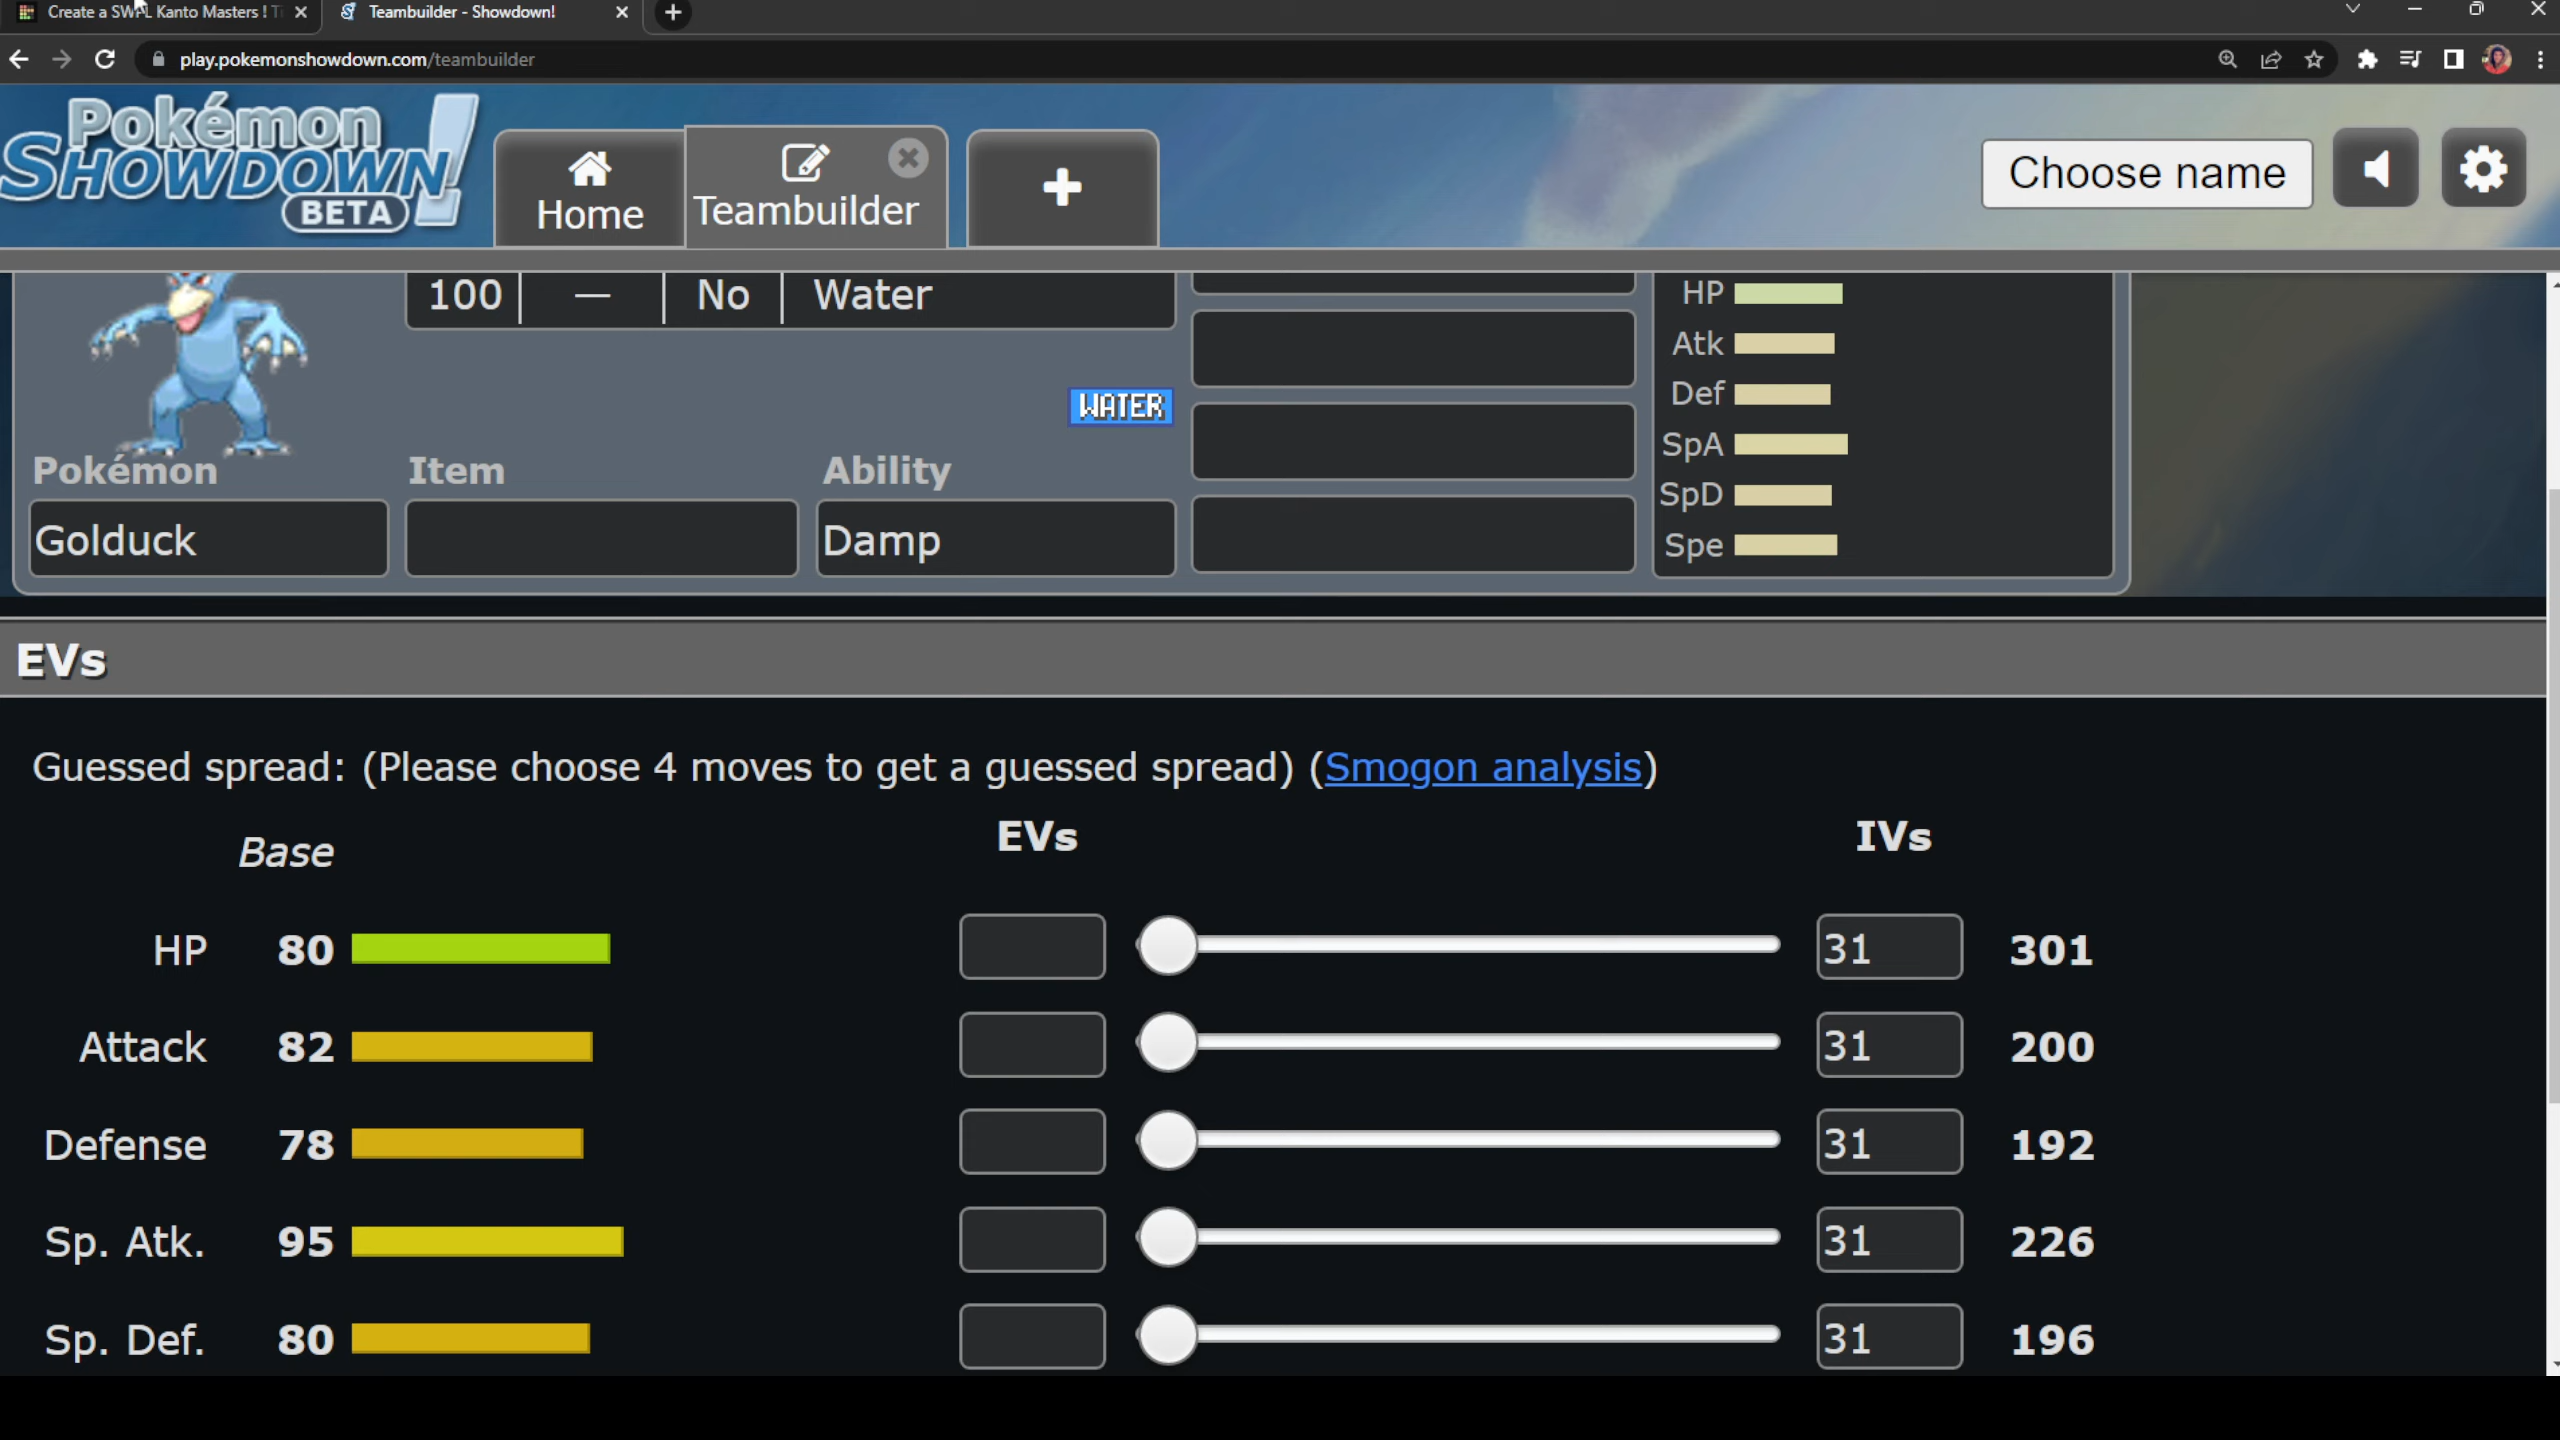 Create a SWPL Kanto Masters !
Teambuilder - Showdown!
play.pokemonshowdown.com/teambuilder
Pokémon
SHOWDOWN!
BETA
Home
Teambuilder
Choose name
100 — No Water
WATER
Pokémon Item Ability
Golduck Damp
HP
Atk
Def
SpA
SpD
Spe
EVs
Guessed spread: (Please choose 4 moves to get a guessed spread) (Smogon analysis)
Base EVs IVs
HP 80 31 301
Attack 82 31 200
Defense 78 31 192
Sp. Atk. 95 31 226
Sp. Def. 80 31 196